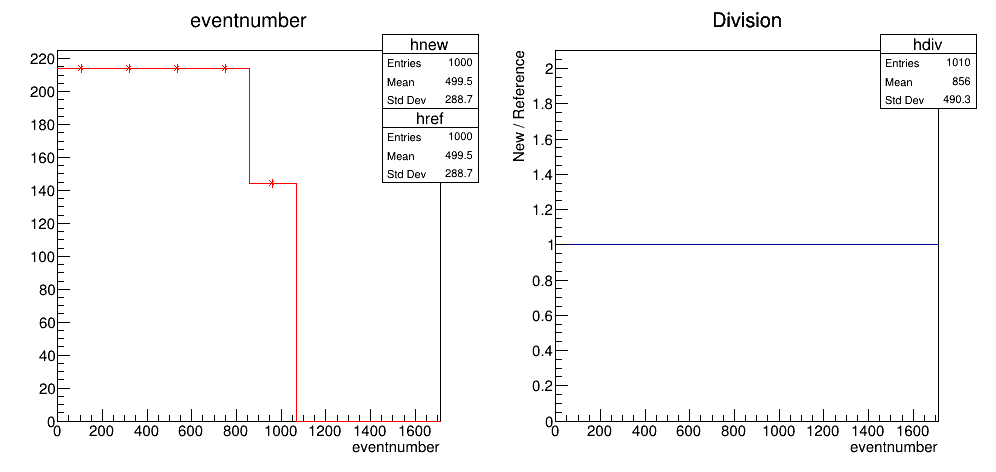 eventnumber
hnew
Entries 1000
Mean 499.5
Std Dev 288.7
href
Entries 1000
Mean 499.5
Std Dev 288.7
220
200
180
160
140
120
100
80
60
40
20
0
0 200 400 600 800 1000 1200 1400 1600
eventnumber
Division
hdiv
Entries 1010
Mean 856
Std Dev 490.3
New / Reference
2
1.8
1.6
1.4
1.2
1
0.8
0.6
0.4
0.2
0
0 200 400 600 800 1000 1200 1400 1600
eventnumber